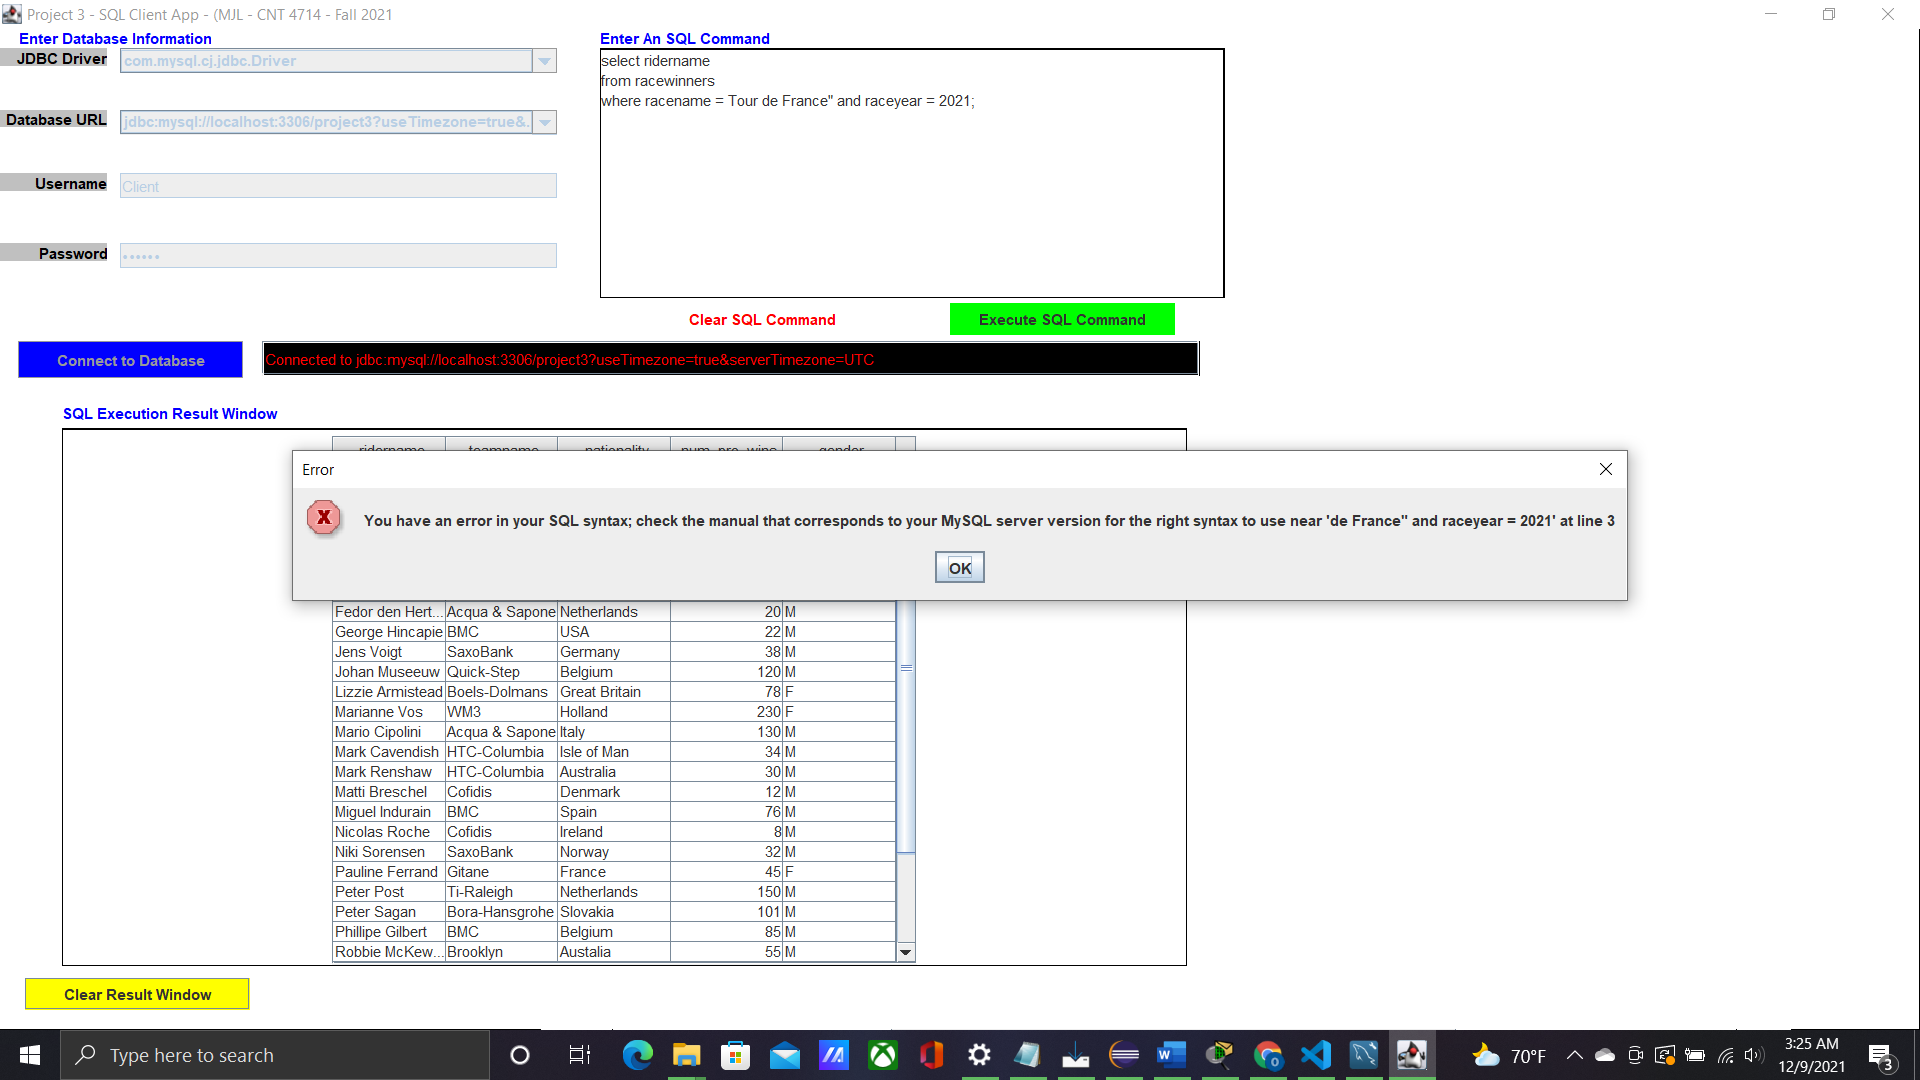 Project 3 - SQL Client App - (MJL - CNT 4714 - Fall 2021
Enter Database Information
JDBC Driver
com.mysql.cj.jdbc.Driver
Database URL
jdbc:mysql://localhost:3306/project3?useTimezone=true&..
Username
Client
Password
••••••
Enter An SQL Command
select ridername
from racewinners
where racename = Tour de France" and raceyear = 2021;
Clear SQL Command
Execute SQL Command
Connect to Database
Connected to jdbc:mysql://localhost:3306/project3?useTimezone=true&serverTimezone=UTC
SQL Execution Result Window
ridername teamname nationality num_pro_wins gender
Error
You have an error in your SQL syntax; check the manual that corresponds to your MySQL server version for the right syntax to use near 'de France" and raceyear = 2021' at line 3
OK
Fedor den Hert... Acqua & Sapone Netherlands 20 M
George Hincapie BMC USA 22 M
Jens Voigt SaxoBank Germany 38 M
Johan Museeuw Quick-Step Belgium 120 M
Lizzie Armistead Boels-Dolmans Great Britain 78 F
Marianne Vos WM3 Holland 230 F
Mario Cipolini Acqua & Sapone Italy 130 M
Mark Cavendish HTC-Columbia Isle of Man 34 M
Mark Renshaw HTC-Columbia Australia 30 M
Matti Breschel Cofidis Denmark 12 M
Miguel Indurain BMC Spain 76 M
Nicolas Roche Cofidis Ireland 8 M
Niki Sorensen SaxoBank Norway 32 M
Pauline Ferrand Gitane France 45 F
Peter Post Ti-Raleigh Netherlands 150 M
Peter Sagan Bora-Hansgrohe Slovakia 101 M
Phillipe Gilbert BMC Belgium 85 M
Robbie McKew... Brooklyn Austalia 55 M
Clear Result Window
Type here to search
70°F
3:25 AM
12/9/2021
3